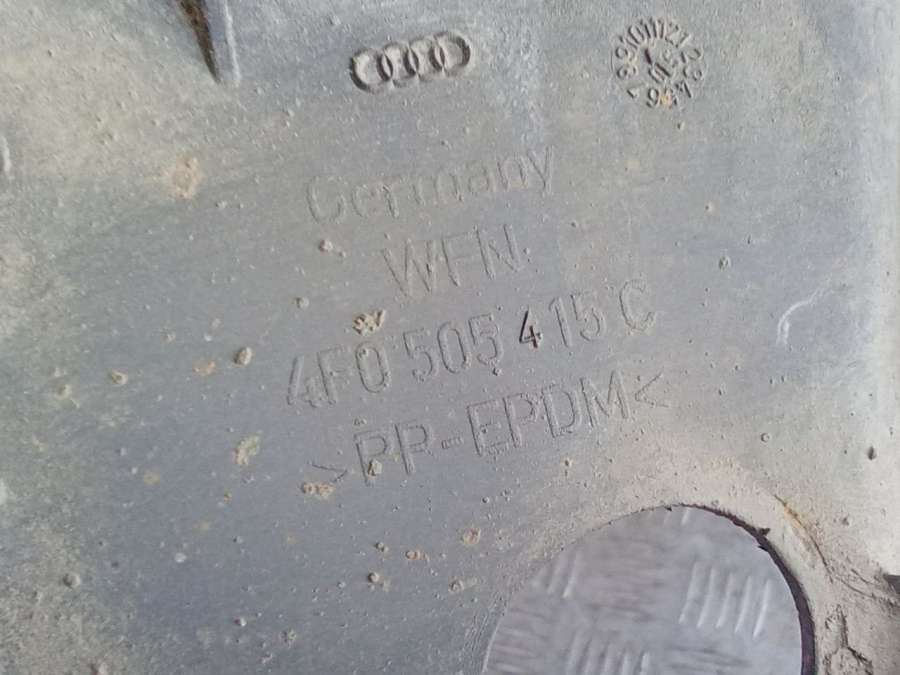 Germany
WFN
4F0 505 415 C
>PP-EPDM<